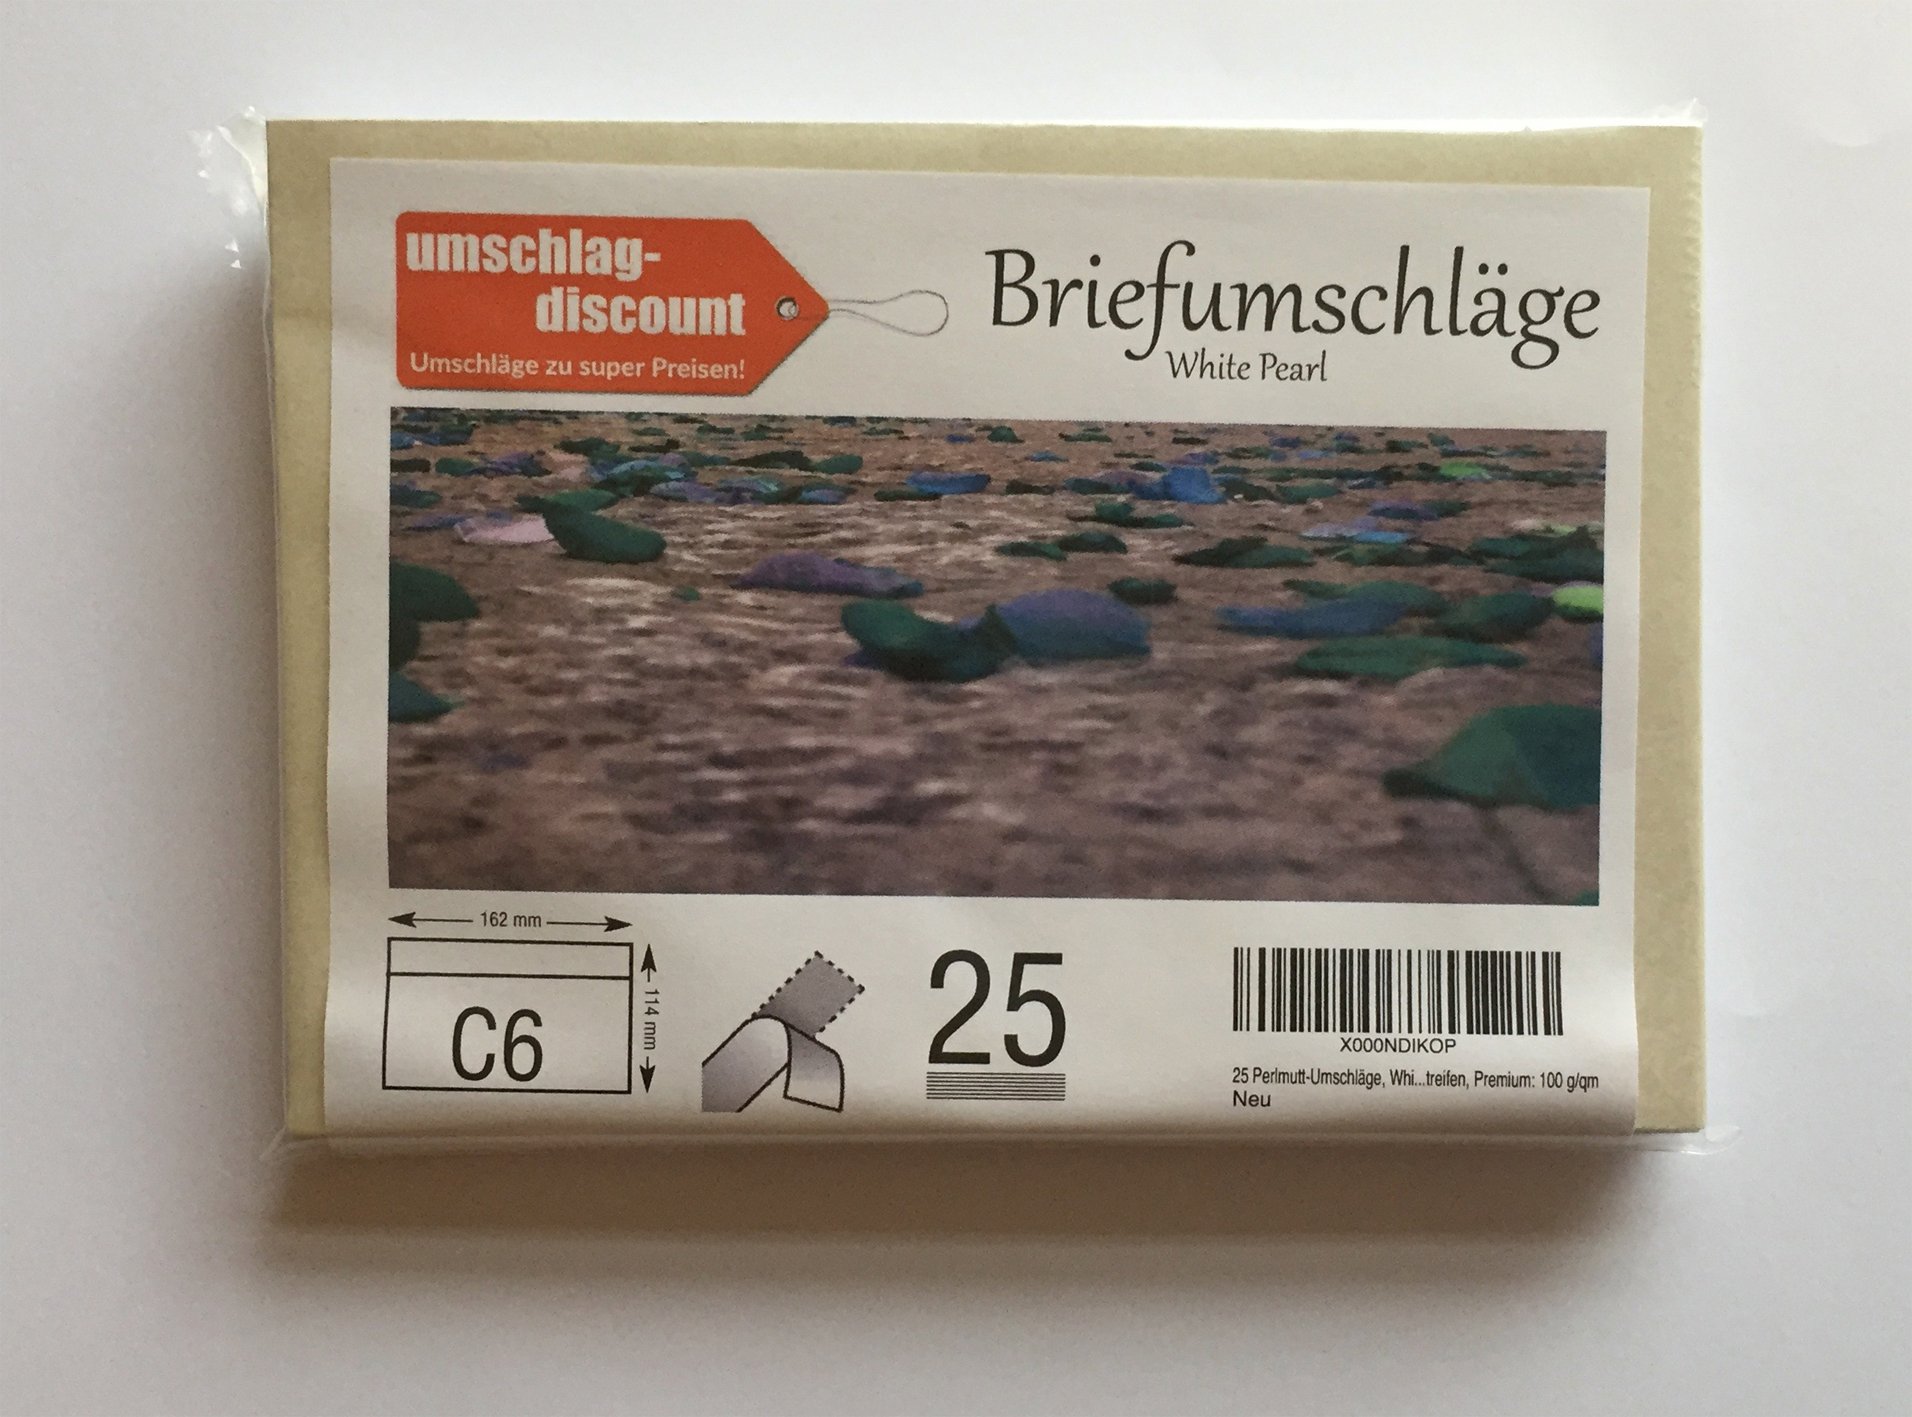 umschlag-
discount
Umschläge zu super Preisen!
Briefumschläge
White Pearl
162 mm
114 mm
C6
25
X000NDIKOP
25 Perlmutt-Umschläge, Whi...treifen, Premium: 100 g/qm
Neu